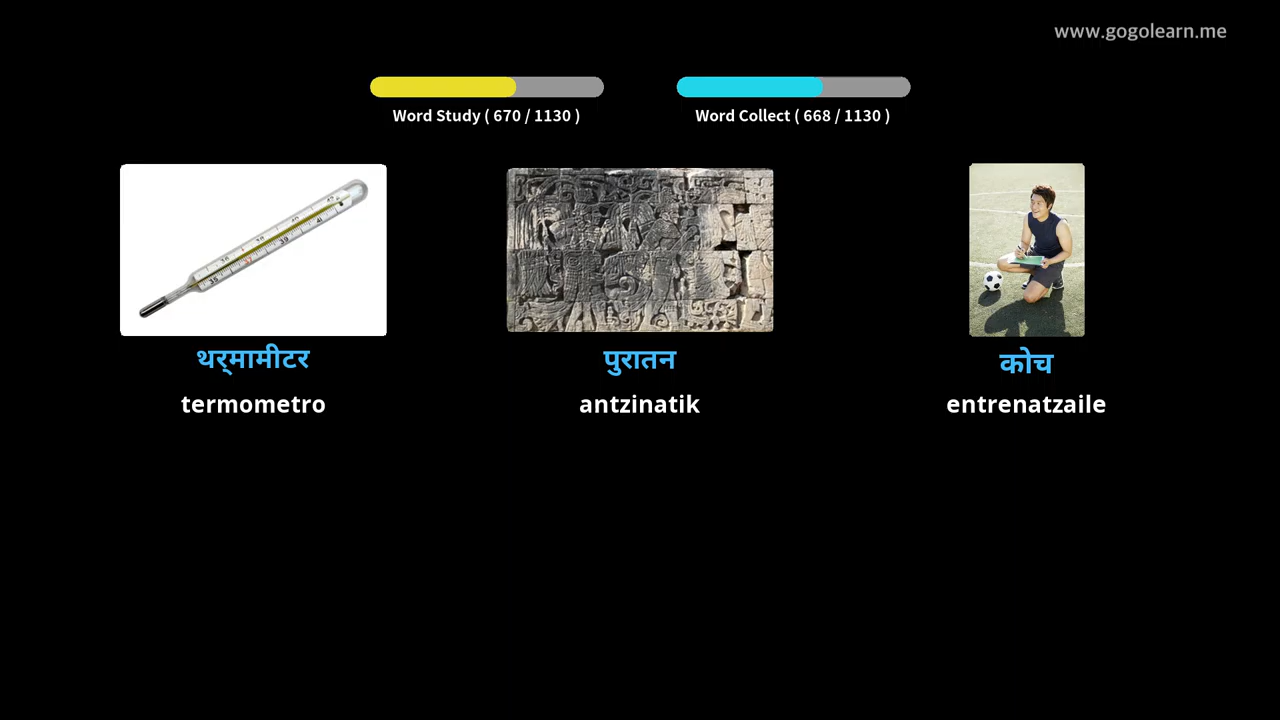 www.gogolearn.me
Word Study ( 670 / 1130 )
Word Collect ( 668 / 1130 )
थर्मामीटर
पुरातन
कोच
termometro
antzinatik
entrenatzaile